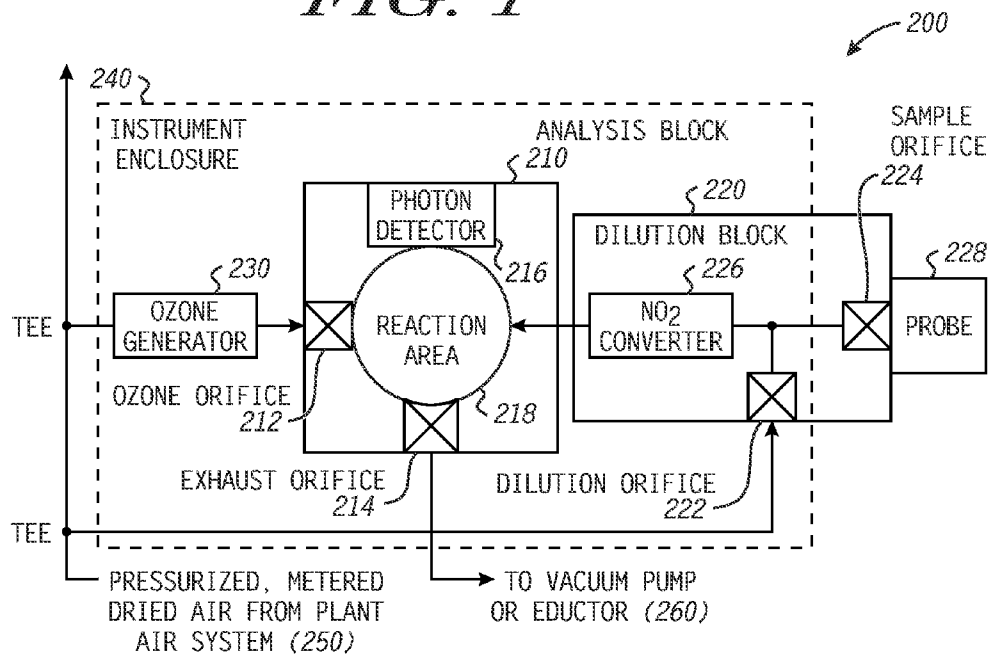 FIG. 1
200
240
INSTRUMENT
ENCLOSURE
ANALYSIS BLOCK
210
SAMPLE
ORIFICE
224
PHOTON
DETECTOR
216
220
DILUTION BLOCK
228
230
226
TEE
OZONE
GENERATOR
REACTION
AREA
NO2
CONVERTER
PROBE
OZONE ORIFICE
212
218
EXHAUST ORIFICE
214
DILUTION ORIFICE
222
TEE
PRESSURIZED, METERED
DRIED AIR FROM PLANT
AIR SYSTEM (250)
TO VACUUM PUMP
OR EDUCTOR (260)